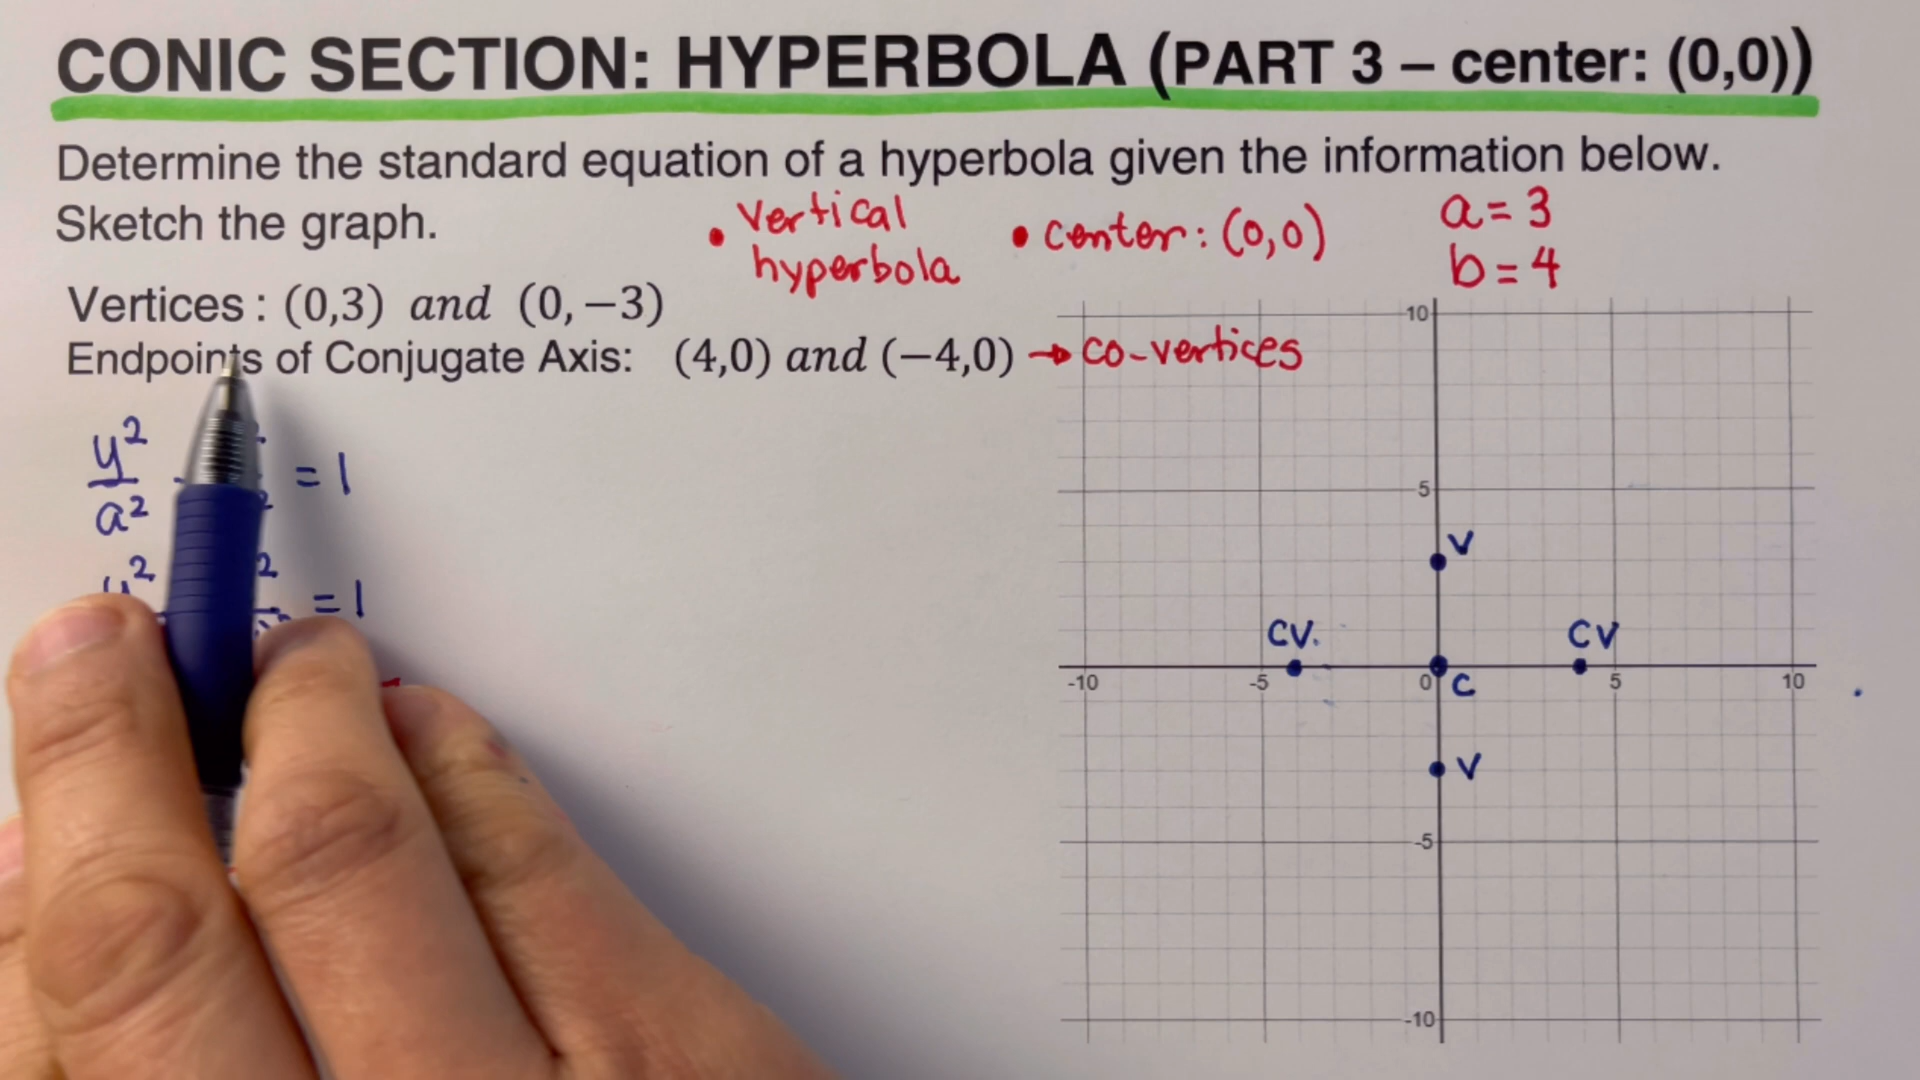 CONIC SECTION: HYPERBOLA (PART 3 – center: (0,0))
Determine the standard equation of a hyperbola given the information below.
Sketch the graph.
• vertical
hyperbola
• center: (0,0)
a = 3
b = 4
Vertices : (0,3) and (0, −3)
Endpoints of Conjugate Axis: (4,0) and (−4,0) → co-vertices
y²
a²
= 1
= 1
10
5
V
CV.
CV
-10
-5
0
C
5
10
V
-5
-10